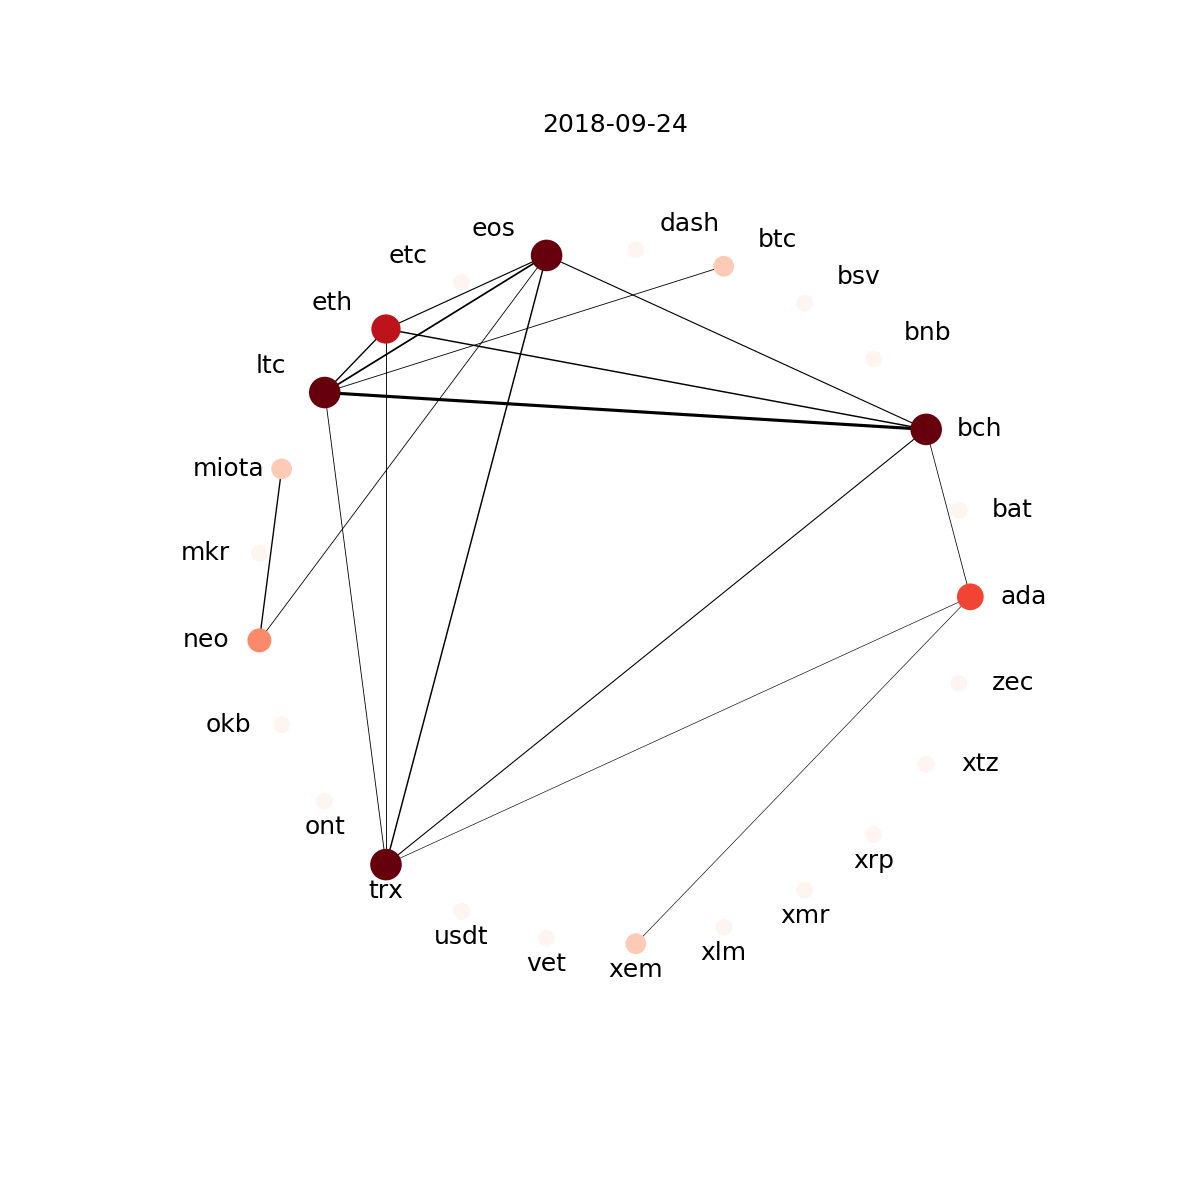 2018-09-24
dash
eos
btc
etc
bsv
eth
bnb
ltc
bch
miota
bat
mkr
ada
neo
zec
okb
xtz
ont
xrp
trx
xmr
usdt
xlm
vet
xem